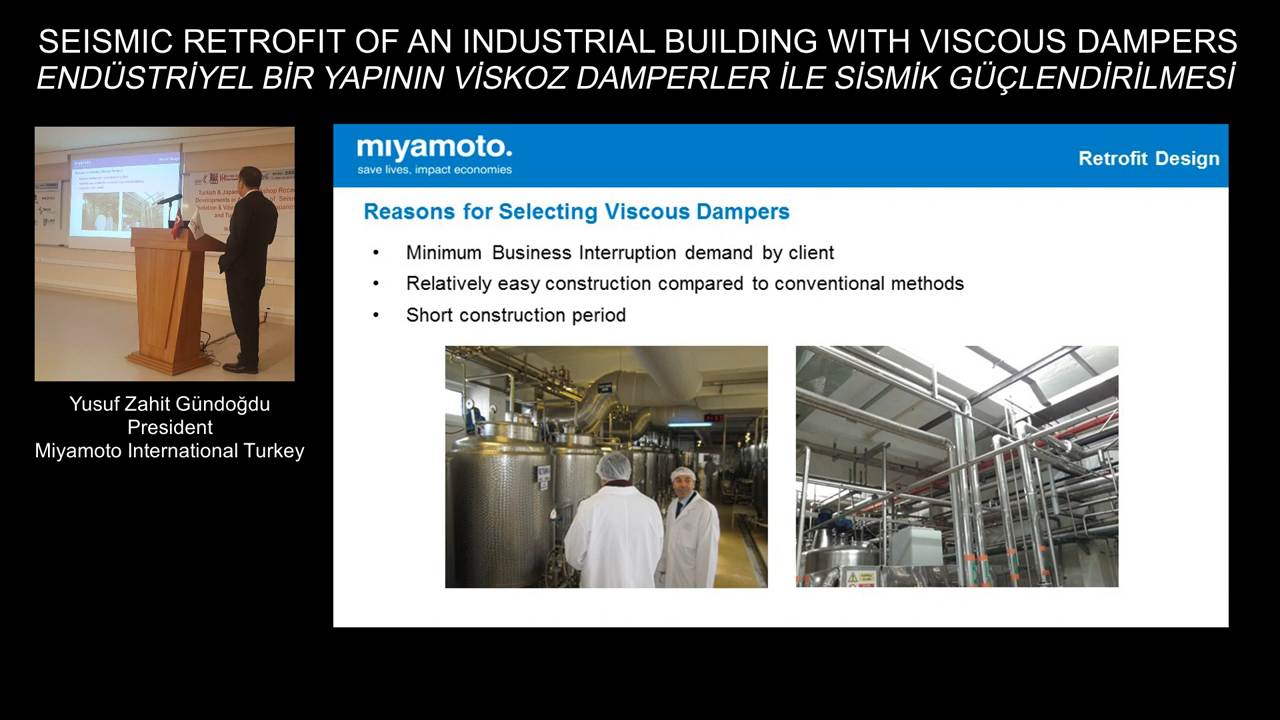 SEISMIC RETROFIT OF AN INDUSTRIAL BUILDING WITH VISCOUS DAMPERS
ENDÜSTRİYEL BİR YAPININ VİSKOZ DAMPERLER İLE SİSMİK GÜÇLENDİRİLMESİ
Yusuf Zahit Gündoğdu
President
Miyamoto International Turkey
mıyamoto.
save lives, impact economies
Retrofit Design
Reasons for Selecting Viscous Dampers
• Minimum Business Interruption demand by client
• Relatively easy construction compared to conventional methods
• Short construction period